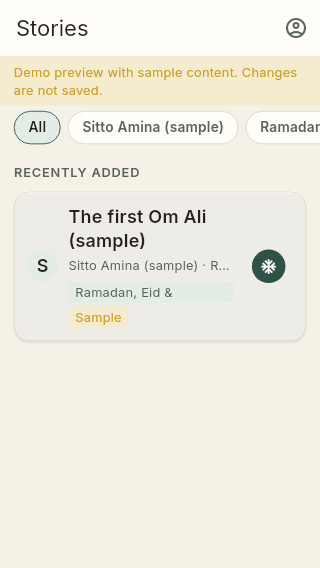 Stories
Demo preview with sample content. Changes
are not saved.
All
Sitto Amina (sample)
Ramadan
RECENTLY ADDED
The first Om Ali
(sample)
S
Sitto Amina (sample) · R...
Ramadan, Eid &
Sample